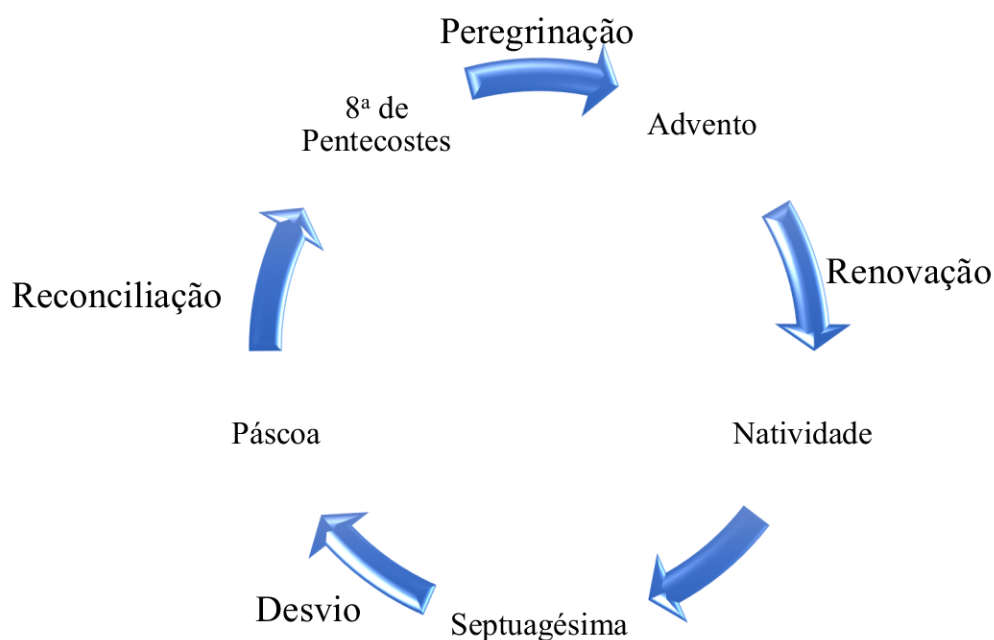 Peregrinação
8ª de
Pentecostes
Advento
Renovação
Reconciliação
Páscoa
Natividade
Desvio
Septuagésima